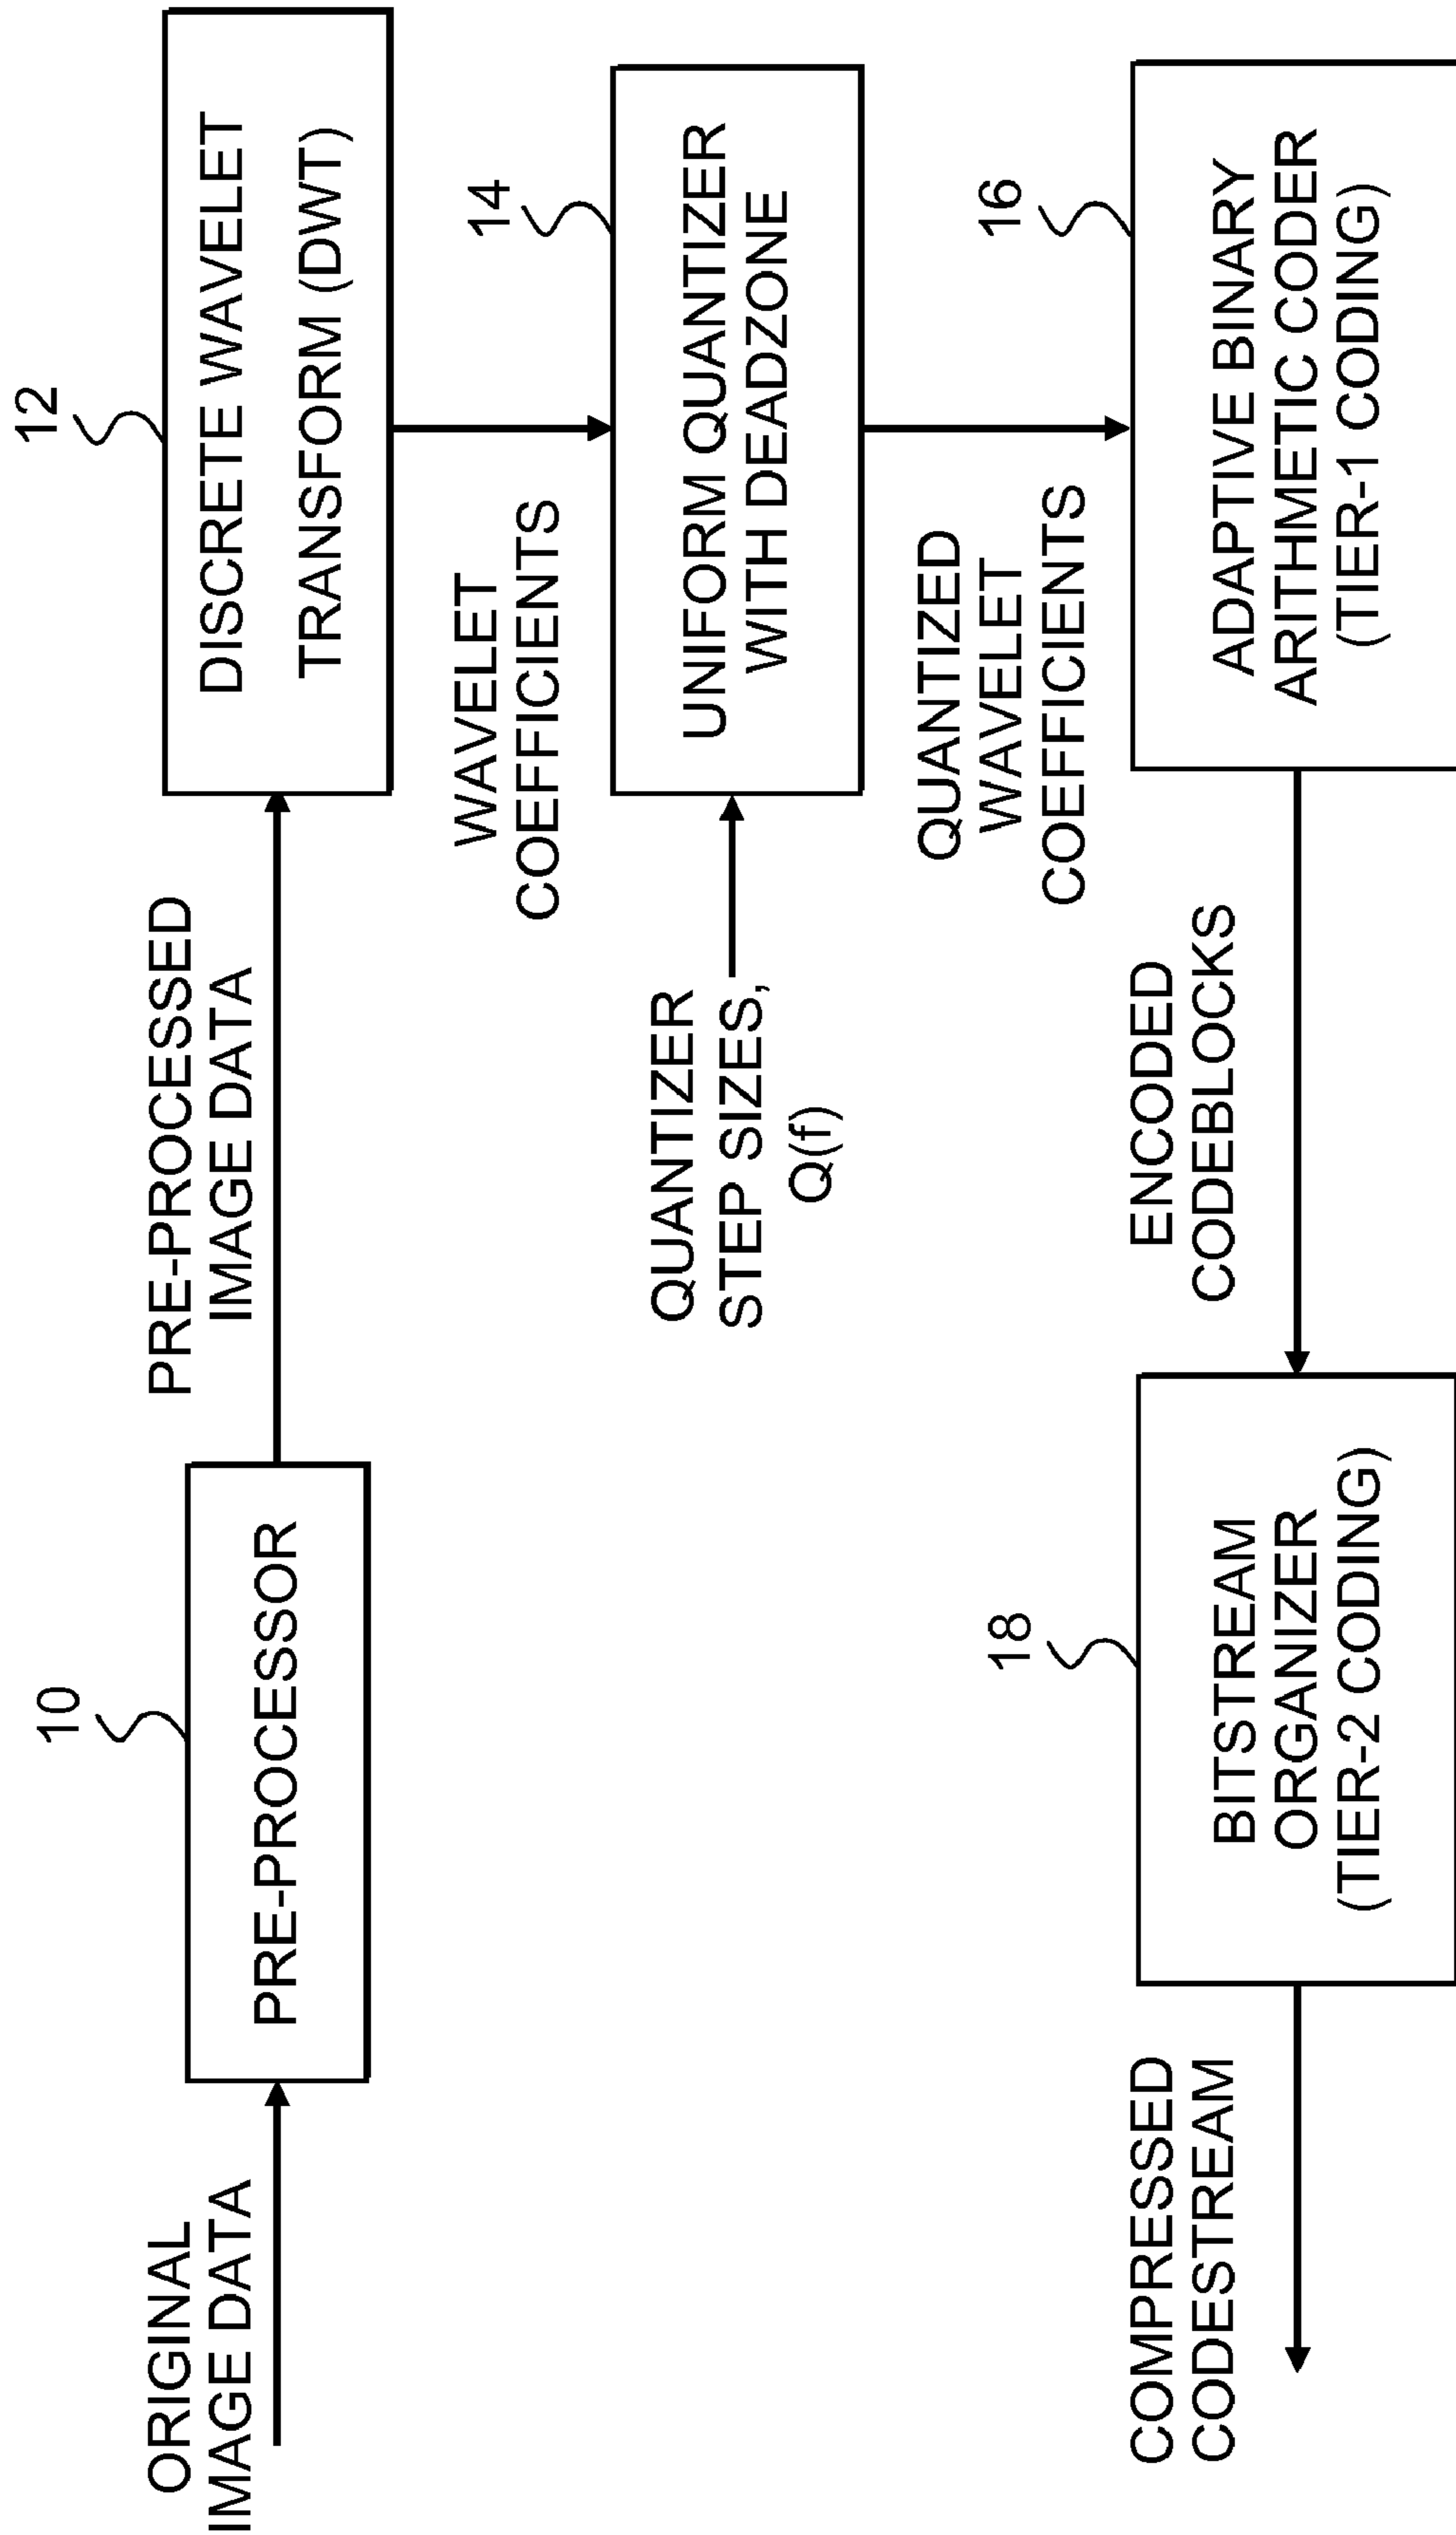 ORIGINAL
IMAGE DATA
10
PRE-PROCESSOR
PRE-PROCESSED
IMAGE DATA
12
DISCRETE WAVELET
TRANSFORM (DWT)
WAVELET
COEFFICIENTS
QUANTIZER
STEP SIZES,
Q(f)
14
UNIFORM QUANTIZER
WITH DEADZONE
QUANTIZED
WAVELET
COEFFICIENTS
16
ADAPTIVE BINARY
ARITHMETIC CODER
(TIER-1 CODING)
ENCODED
CODEBLOCKS
18
BITSTREAM
ORGANIZER
(TIER-2 CODING)
COMPRESSED
CODESTREAM